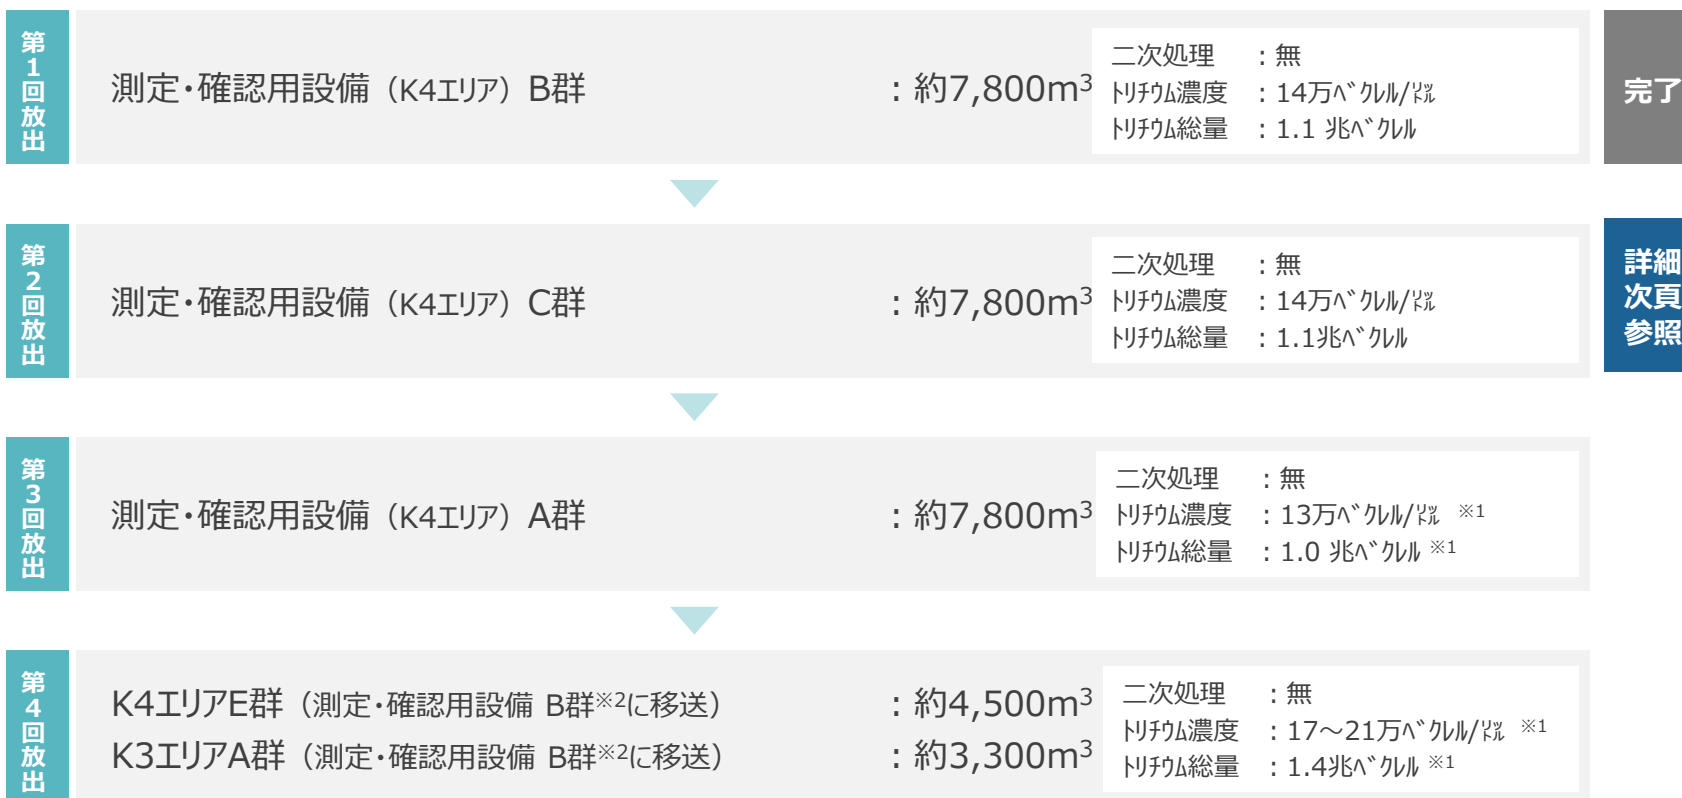 第1回放出
測定・確認用設備（K4エリア）B群 ：約7,800m3
二次処理 ：無
ﾄﾘﾁｳﾑ濃度 ：14万ﾍﾞｸﾚﾙ/㍑
ﾄﾘﾁｳﾑ総量 ：1.1 兆ﾍﾞｸﾚﾙ
完了
第2回放出
測定・確認用設備（K4エリア）C群 ：約7,800m3
二次処理 ：無
ﾄﾘﾁｳﾑ濃度 ：14万ﾍﾞｸﾚﾙ/㍑
ﾄﾘﾁｳﾑ総量 ：1.1兆ﾍﾞｸﾚﾙ
詳細
次頁
参照
第3回放出
測定・確認用設備（K4エリア）A群 ：約7,800m3
二次処理 ：無
ﾄﾘﾁｳﾑ濃度 ：13万ﾍﾞｸﾚﾙ/㍑ ※1
ﾄﾘﾁｳﾑ総量 ：1.0 兆ﾍﾞｸﾚﾙ ※1
第4回放出
K4エリアE群（測定・確認用設備 B群※2に移送） ：約4,500m3
K3エリアA群（測定・確認用設備 B群※2に移送） ：約3,300m3
二次処理 ：無
ﾄﾘﾁｳﾑ濃度 ：17～21万ﾍﾞｸﾚﾙ/㍑ ※1
ﾄﾘﾁｳﾑ総量 ：1.4兆ﾍﾞｸﾚﾙ ※1